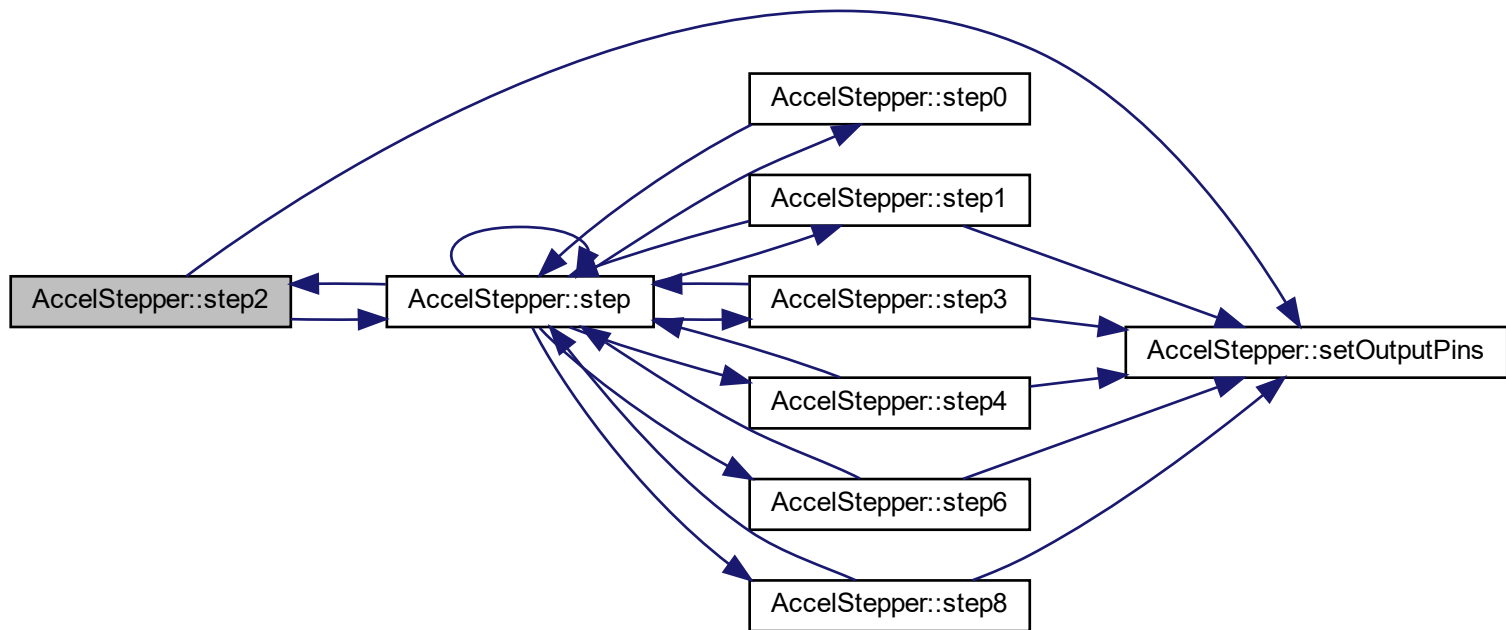 AccelStepper::step0
AccelStepper::step1
AccelStepper::step2
AccelStepper::step
AccelStepper::step3
AccelStepper::setOutputPins
AccelStepper::step4
AccelStepper::step6
AccelStepper::step8